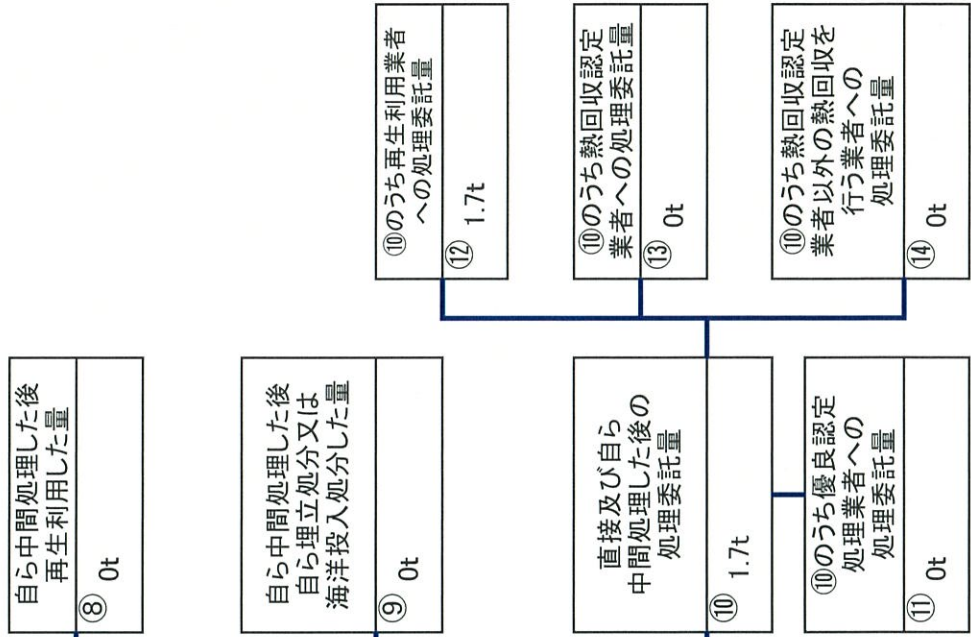 自ら中間処理した後
再生利用した量
⑧
0t
自ら中間処理した後
自ら埋立処分又は
海洋投入処分した量
⑨
0t
直接及び自ら
中間処理した後の
処理委託量
⑩
1.7t
⑩のうち優良認定
処理業者への
処理委託量
⑪
0t
⑩のうち再生利用業者
への処理委託量
⑫
1.7t
⑩のうち熱回収認定
業者への処理委託量
⑬
0t
⑩のうち熱回収認定
業者以外の熱回収を
行う業者への
処理委託量
⑭
0t